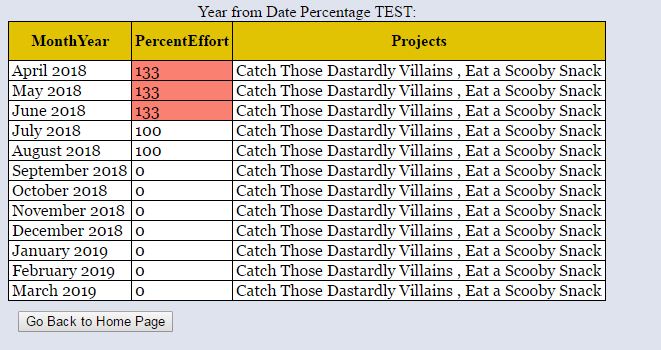 Year from Date Percentage TEST:
MonthYear PercentEffort Projects
April 2018 133 Catch Those Dastardly Villains , Eat a Scooby Snack
May 2018 133 Catch Those Dastardly Villains , Eat a Scooby Snack
June 2018 133 Catch Those Dastardly Villains , Eat a Scooby Snack
July 2018 100 Catch Those Dastardly Villains , Eat a Scooby Snack
August 2018 100 Catch Those Dastardly Villains , Eat a Scooby Snack
September 2018 0 Catch Those Dastardly Villains , Eat a Scooby Snack
October 2018 0 Catch Those Dastardly Villains , Eat a Scooby Snack
November 2018 0 Catch Those Dastardly Villains , Eat a Scooby Snack
December 2018 0 Catch Those Dastardly Villains , Eat a Scooby Snack
January 2019 0 Catch Those Dastardly Villains , Eat a Scooby Snack
February 2019 0 Catch Those Dastardly Villains , Eat a Scooby Snack
March 2019 0 Catch Those Dastardly Villains , Eat a Scooby Snack
Go Back to Home Page